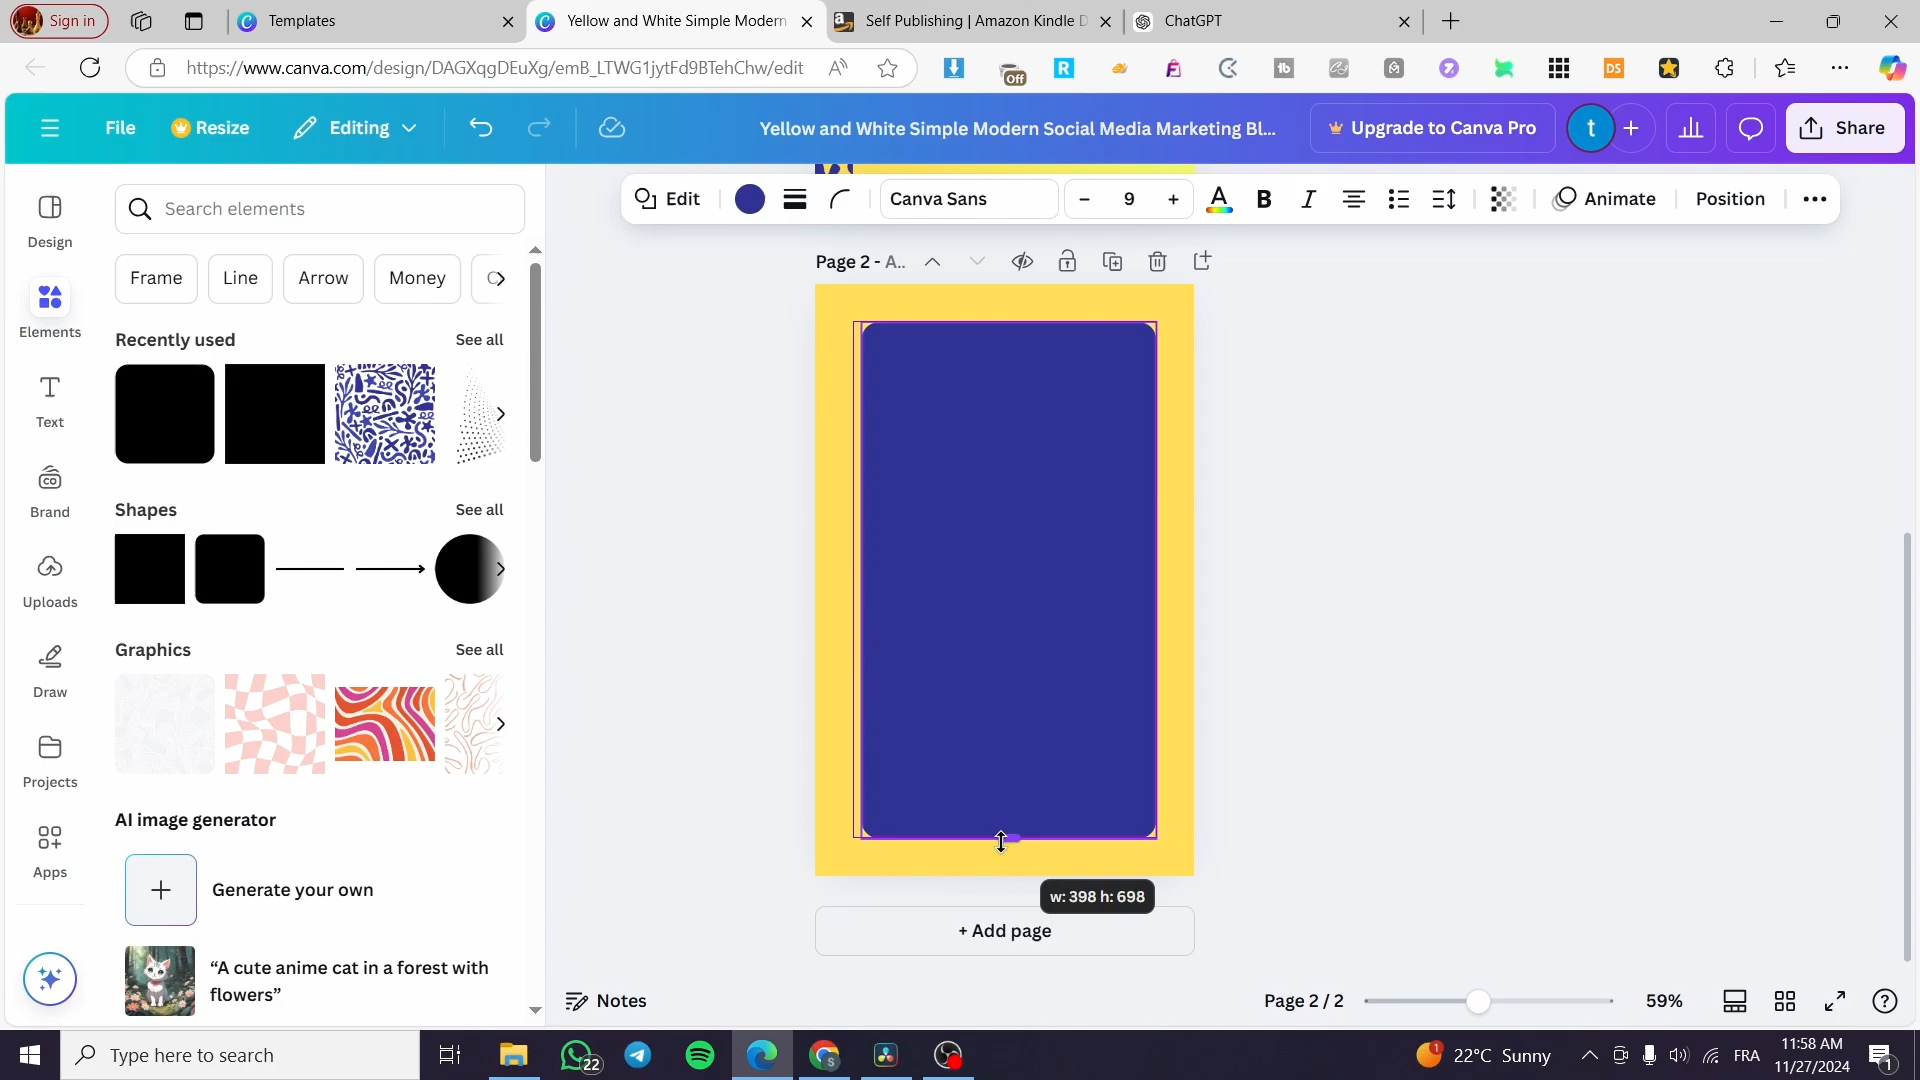 Sign in
Templates
Yellow and White Simple Modern
Self Publishing | Amazon Kindle D
ChatGPT
https://www.canva.com/design/DAGXqgDEuXg/emB_LTWG1jytFd9BTehChw/edit
Off
File
Resize
Editing
Yellow and White Simple Modern Social Media Marketing Bl...
Upgrade to Canva Pro
t
Share
Edit
Canva Sans
9
Animate
Position
Search elements
Design
Elements
Text
Brand
Uploads
Draw
Projects
Apps
Frame
Line
Arrow
Money
Recently used
See all
Shapes
See all
Graphics
See all
AI image generator
Generate your own
“A cute anime cat in a forest with
flowers”
Page 2 - A..
w: 398 h: 698
+ Add page
Notes
Page 2 / 2
59%
Type here to search
22
1
22°C Sunny
FRA
11:58 AM
11/27/2024
1